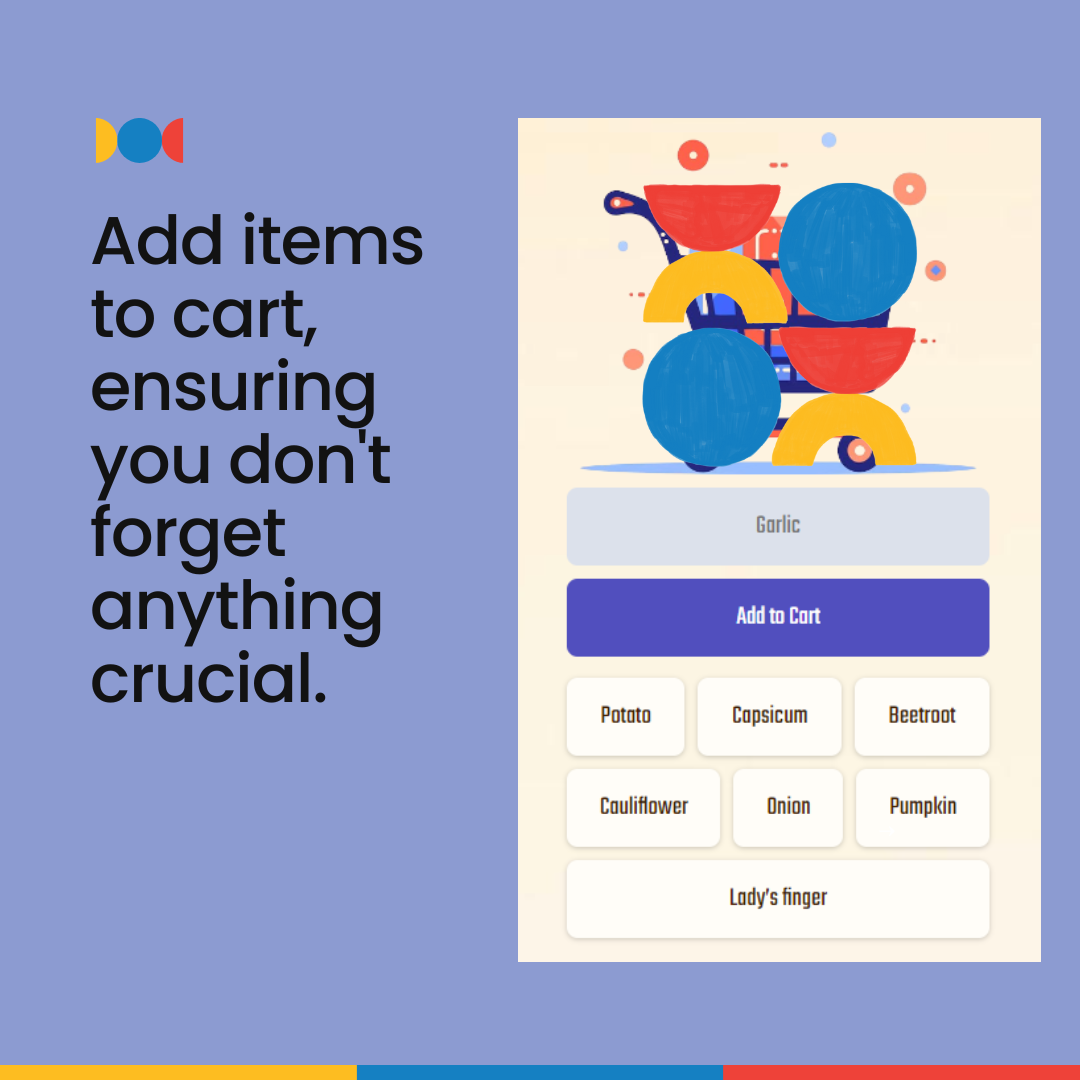 Add items
to cart,
ensuring
you don't
forget
anything
crucial.
Garlic
Add to Cart
Potato Capsicum Beetroot
Cauliflower Onion Pumpkin
Lady's finger